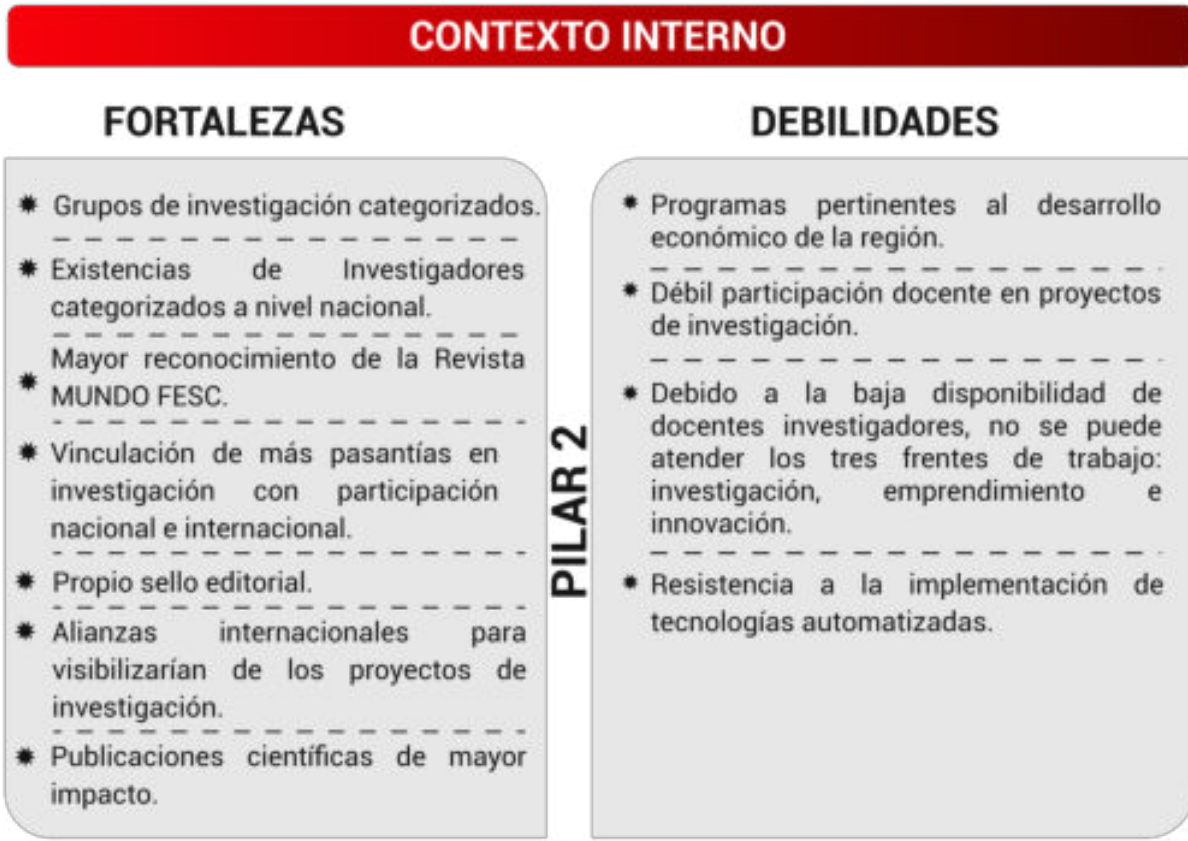 CONTEXTO INTERNO
FORTALEZAS
Grupos de investigación categorizados.
Existencias de Investigadores
categorizados a nivel nacional.
Mayor reconocimiento de la Revista
MUNDO FESC.
Vinculación de más pasantías en
investigación con participación
nacional e internacional.
Propio sello editorial.
Alianzas internacionales para
visibilizarían de los proyectos de
investigación.
Publicaciones científicas de mayor
impacto.
PILAR 2
DEBILIDADES
Programas pertinentes al desarrollo
económico de la región.
Débil participación docente en proyectos
de investigación.
Debido a la baja disponibilidad de
docentes investigadores, no se puede
atender los tres frentes de trabajo:
investigación, emprendimiento e
innovación.
Resistencia a la implementación de
tecnologías automatizadas.